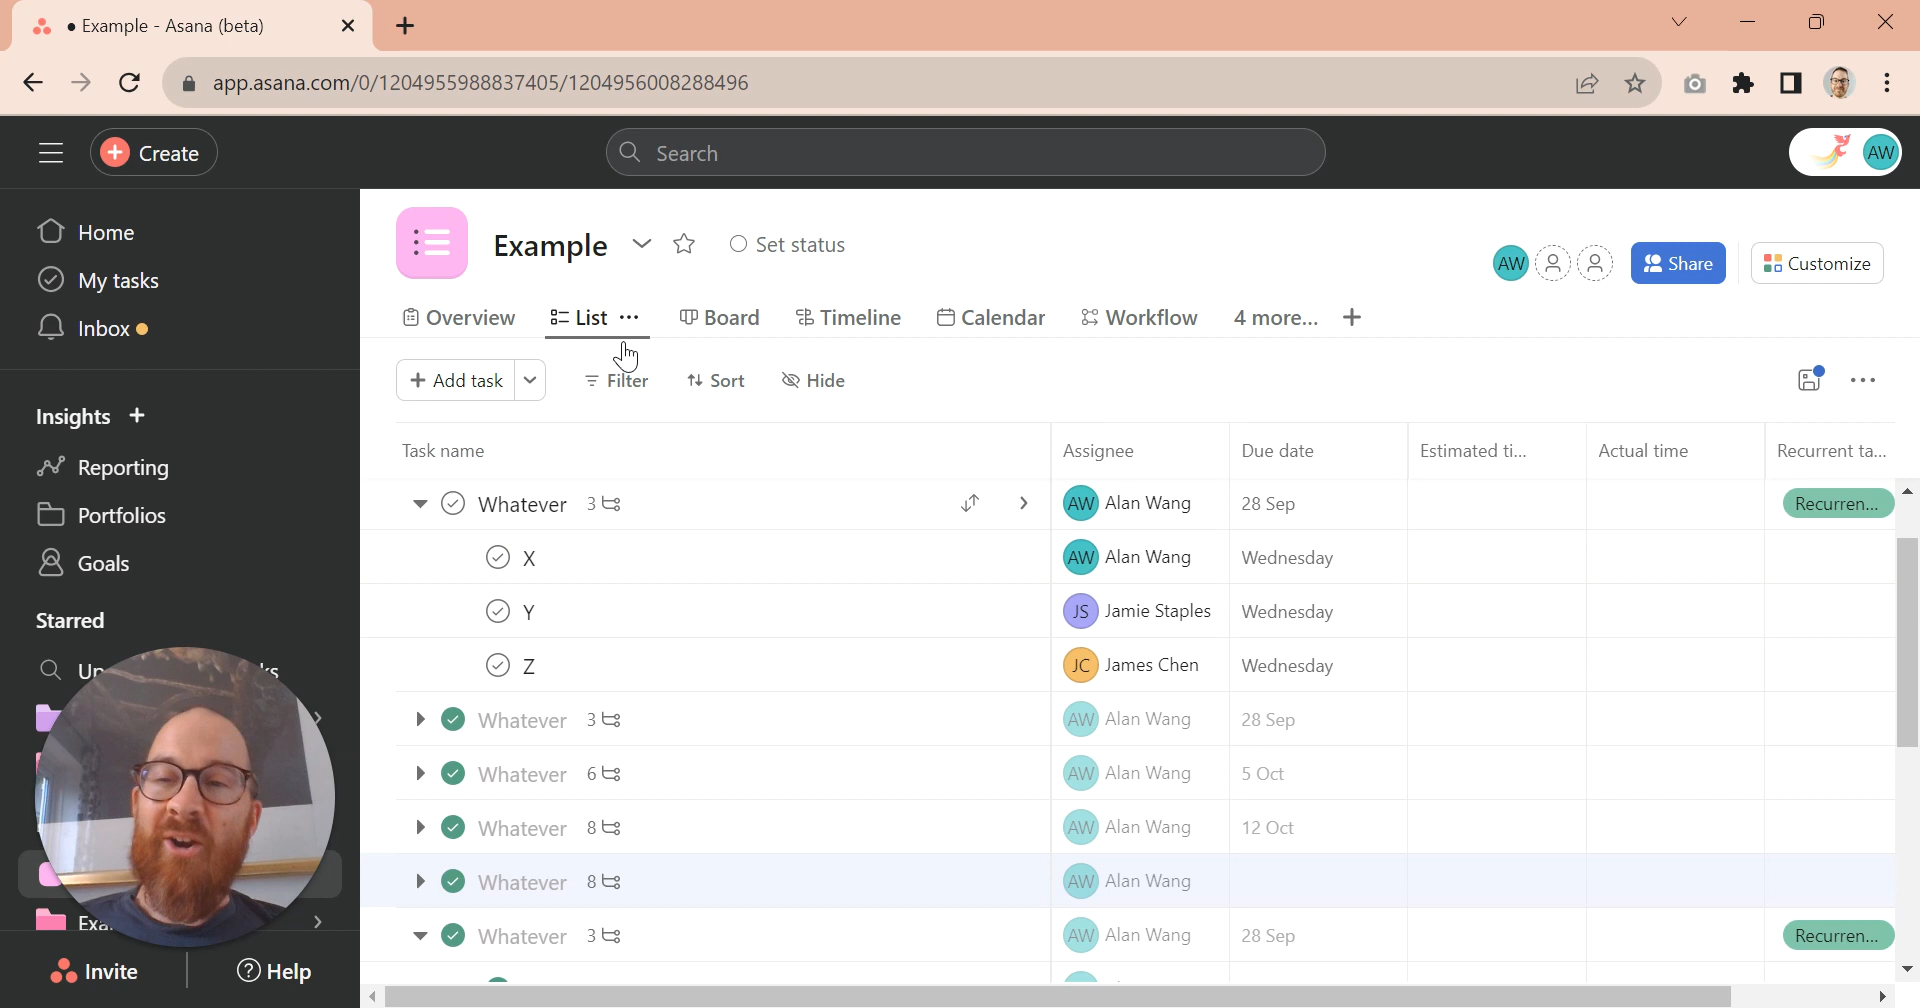 • Example - Asana (beta)
app.asana.com/0/1204955988837405/1204956008288496
Create
Search
AW
Home
My tasks
Inbox
Insights
Reporting
Portfolios
Goals
Starred
Invite
Help
Example
Set status
AW
Share
Customize
Overview
List
Board
Timeline
Calendar
Workflow
4 more...
Add task
Filter
Sort
Hide
Task name Assignee Due date Estimated ti... Actual time Recurrent ta...
Whatever 3 AW Alan Wang 28 Sep Recurren...
X AW Alan Wang Wednesday
Y JS Jamie Staples Wednesday
Z JC James Chen Wednesday
Whatever 3 AW Alan Wang 28 Sep
Whatever 6 AW Alan Wang 5 Oct
Whatever 8 AW Alan Wang 12 Oct
Whatever 8 AW Alan Wang
Whatever 3 AW Alan Wang 28 Sep Recurren...